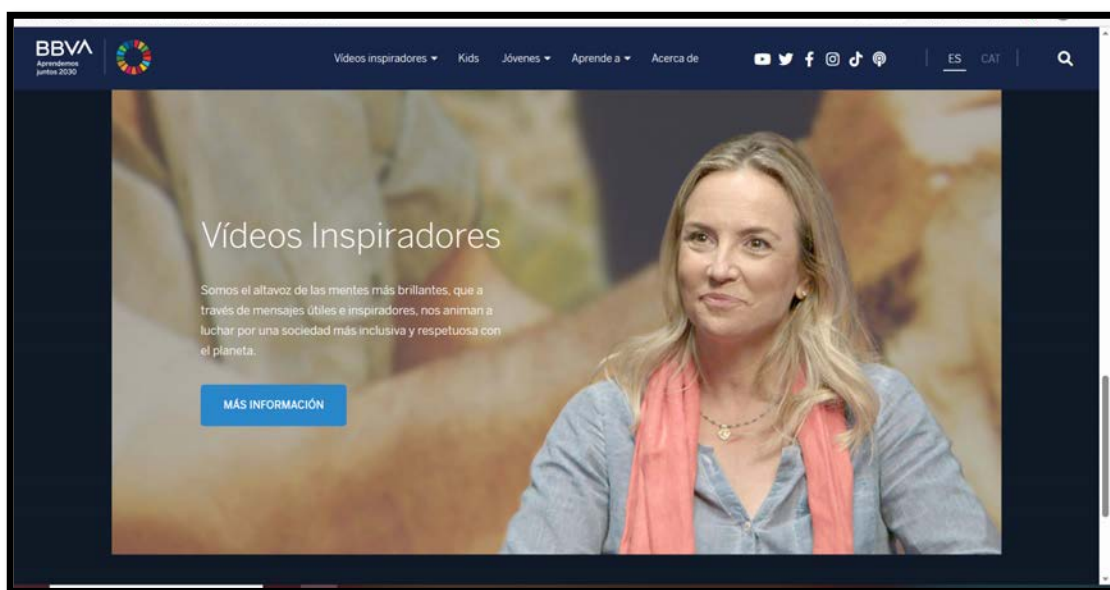 BBVA
Aprendemos
juntos 2030
Vídeos inspiradores Kids Jóvenes Aprende a Acerca de ES CAT
Vídeos Inspiradores
Somos el altavoz de las mentes más brillantes, que a
través de mensajes útiles e inspiradores, nos animan a
luchar por una sociedad más inclusiva y respetuosa con
el planeta.
MÁS INFORMACIÓN